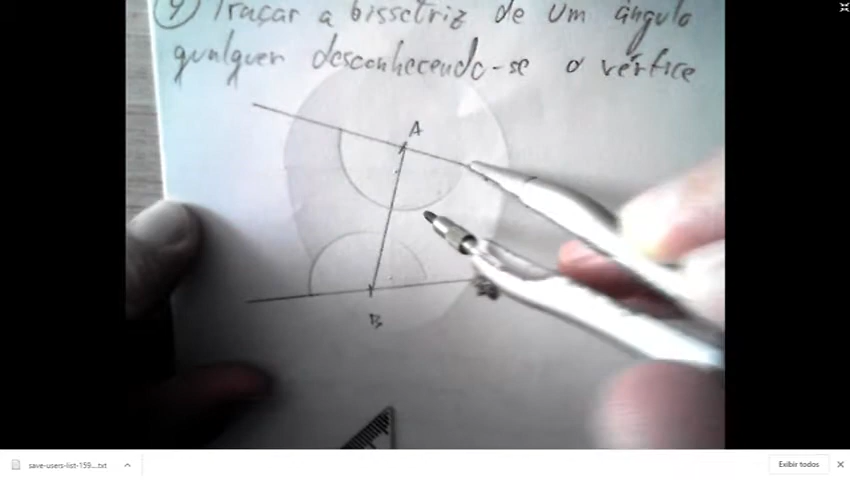 9) Traçar a bissetriz de um ângulo
qualquer desconhecendo-se o vértice
A
B
save-users-list-159....txt
Exibir todos